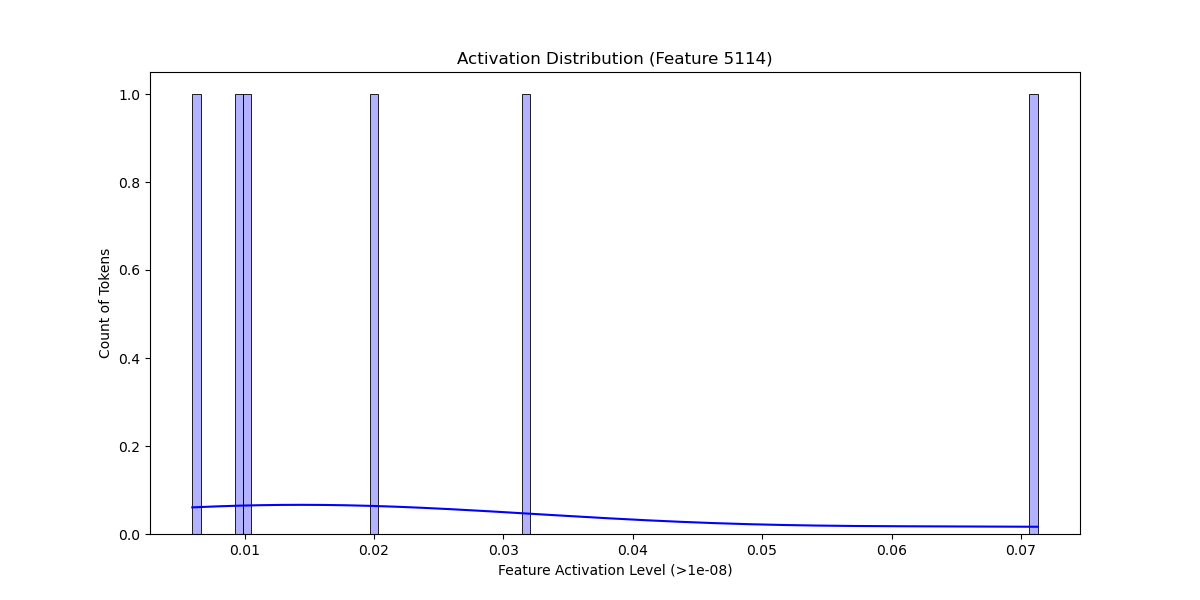 Activation Distribution (Feature 5114)
1.0
0.8
0.6
0.4
0.2
0.0
Count of Tokens
0.01 0.02 0.03 0.04 0.05 0.06 0.07
Feature Activation Level (>1e-08)